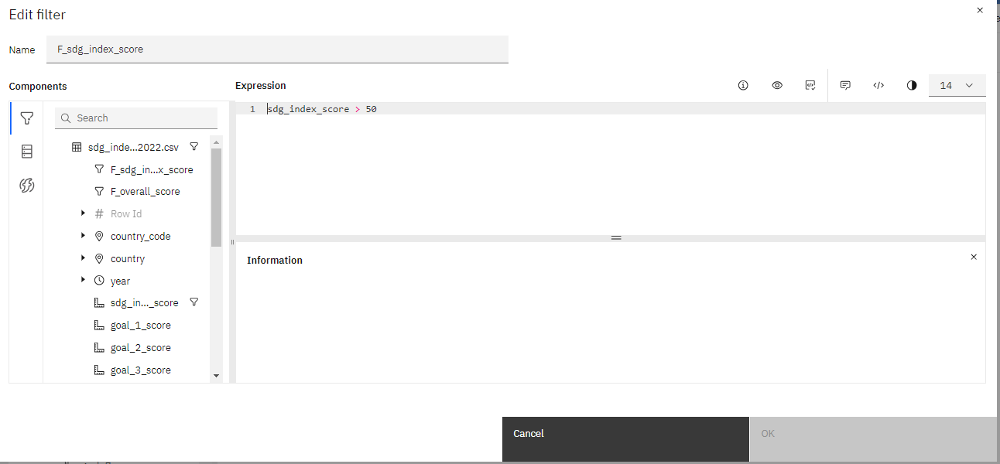 Edit filter
Name
F_sdg_index_score
Components
Expression
14
Search
1 sdg_index_score > 50
sdg_inde...2022.csv
F_sdg_in...x_score
F_overall_score
Row Id
country_code
country
year
sdg_in..._score
goal_1_score
goal_2_score
goal_3_score
Information
Cancel
OK